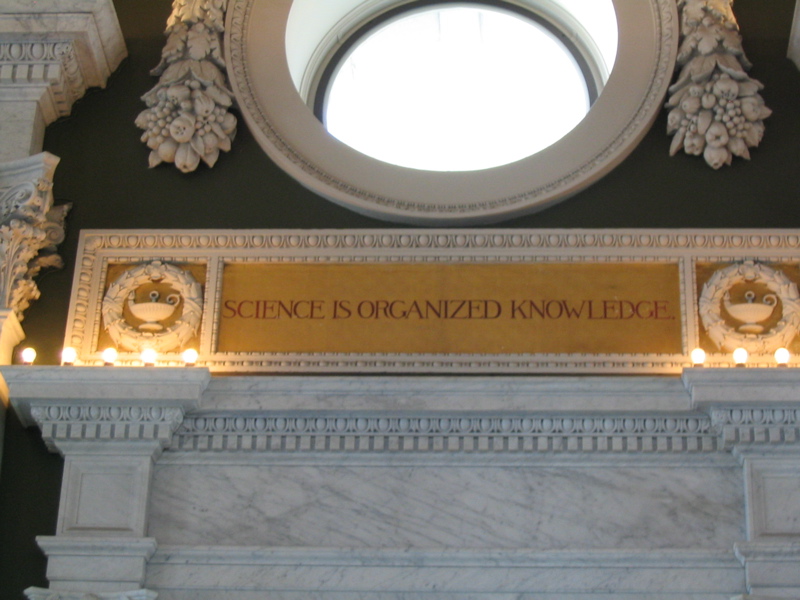 SCIENCE IS ORGANIZED KNOWLEDGE.